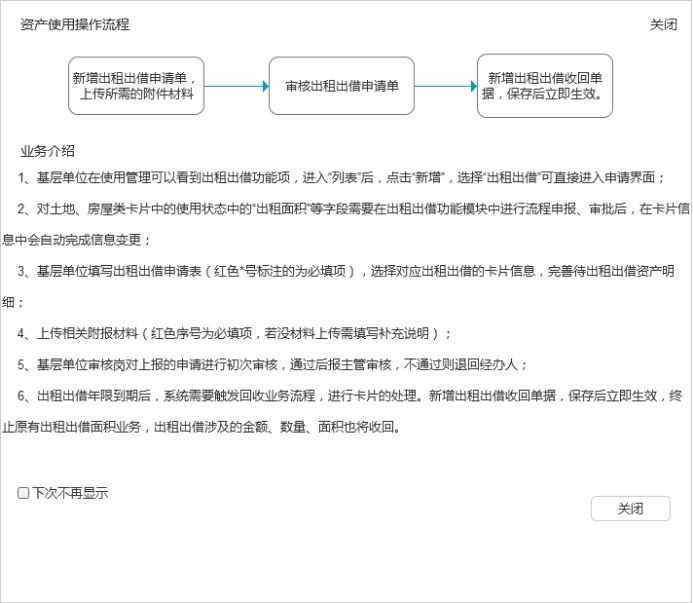 资产使用操作流程
关闭
新增出租出借申请单，
上传所需的附件材料
审核出租出借申请单
新增出租出借收回单
据，保存后立即生效。
业务介绍
1、基层单位在使用管理可以看到出租出借功能项，进入“列表”后，点击“新增”，选择“出租出借”可直接进入申请界面；
2、对土地、房屋类卡片中的使用状态中的“出租面积”等字段需要在出租出借功能模块中进行流程申报、审批后，在卡片信
息中会自动完成信息变更；
3、基层单位填写出租出借申请表（红色*号标注的为必填项），选择对应出租出借的卡片信息，完善待出租出借资产明
细；
4、上传相关附报材料（红色序号为必填项，若没材料上传需填写补充说明）；
5、基层单位审核岗对上报的申请进行初次审核，通过后报主管审核，不通过则退回经办人；
6、出租出借年限到期后，系统需要触发回收业务流程，进行卡片的处理。新增出租出借收回单据，保存后立即生效，终
止原有出租出借面积业务，出租出借涉及的金额、数量、面积也将收回。
下次不再显示
关闭